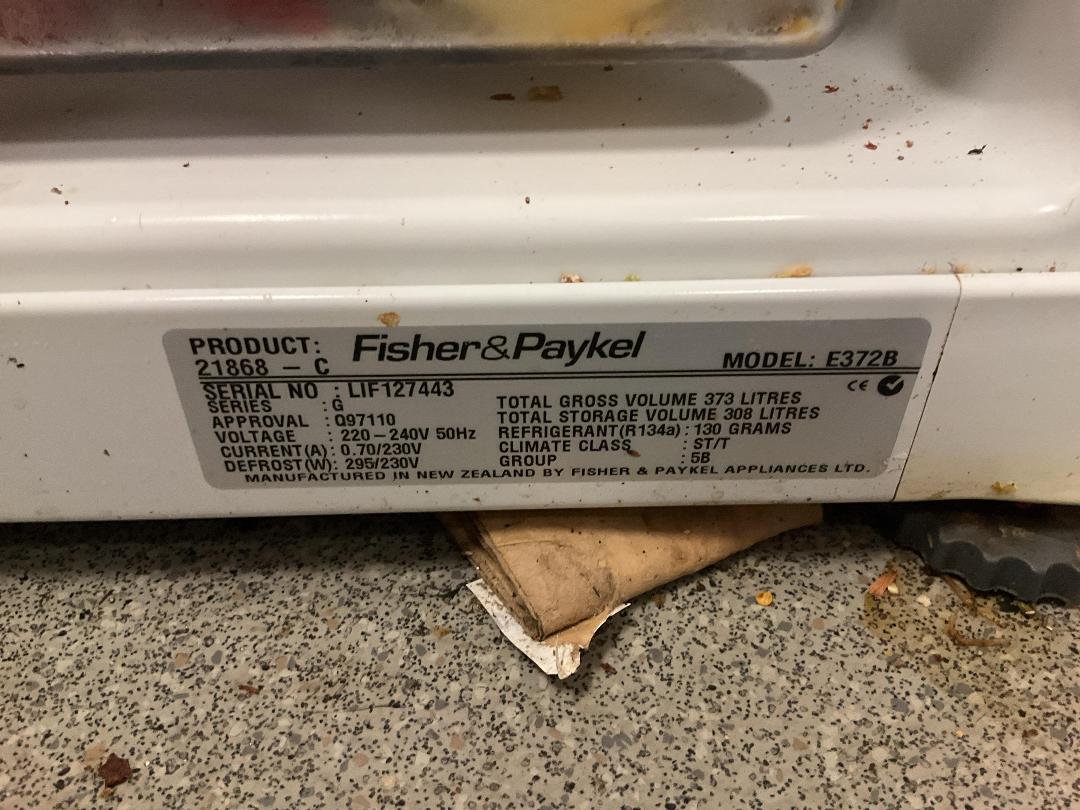 PRODUCT: Fisher&Paykel
21868 - C MODEL: E372B
SERIAL NO : LIF127443
SERIES : G
APPROVAL : Q97110
VOLTAGE : 220-240V 50Hz
CURRENT(A): 0.70/230V
DEFROST(W): 295/230V
CE
TOTAL GROSS VOLUME 373 LITRES
TOTAL STORAGE VOLUME 308 LITRES
REFRIGERANT(R134a): 130 GRAMS
CLIMATE CLASS : ST/T
GROUP : 5B
MANUFACTURED IN NEW ZEALAND BY FISHER & PAYKEL APPLIANCES LTD.